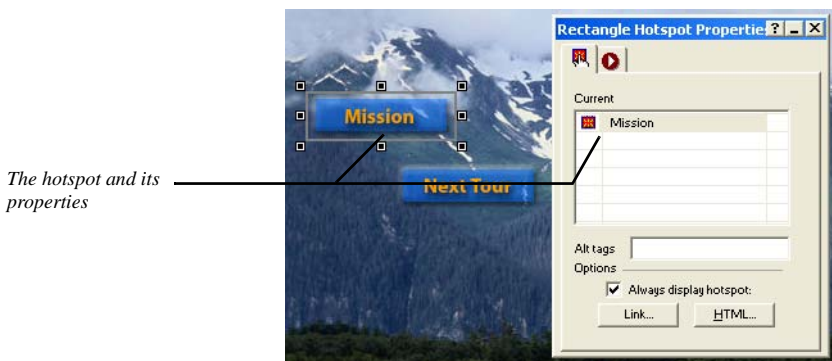 Rectangle Hotspot Propertie
Current
Mission
Mission
The hotspot and its
properties
Next Tour
Alt tags
Options
Always display hotspot:
Link...
HTML...